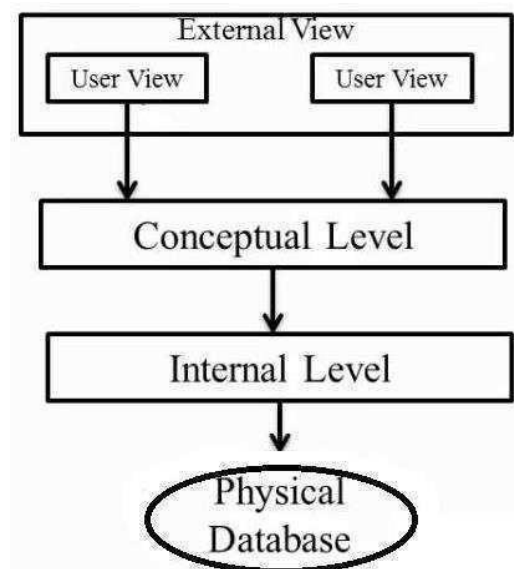 External View
User View
User View
Conceptual Level
Internal Level
Physical
Database